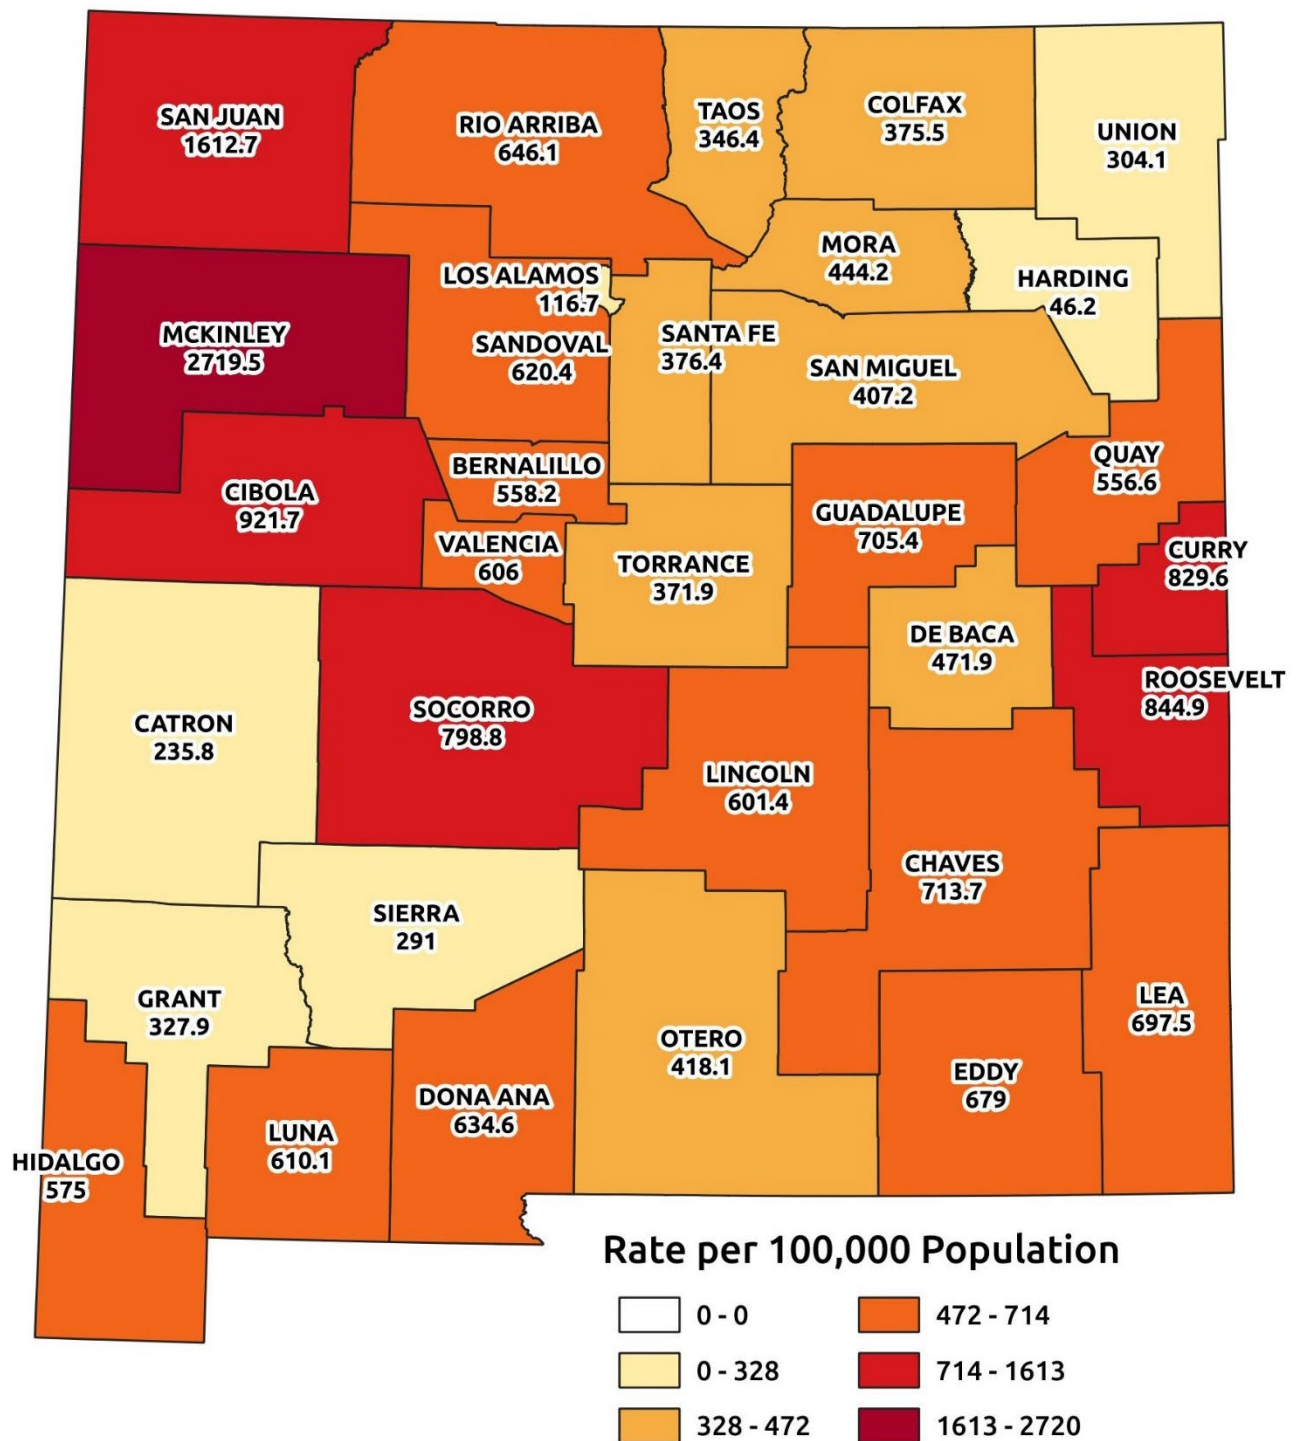 SAN JUAN
1612.7
RIO ARRIBA
646.1
TAOS
346.4
COLFAX
375.5
UNION
304.1
MORA
444.2
HARDING
46.2
LOS ALAMOS
116.7
MCKINLEY
2719.5
SANDOVAL
620.4
SANTA FE
376.4
SAN MIGUEL
407.2
QUAY
556.6
BERNALILLO
558.2
CIBOLA
921.7
GUADALUPE
705.4
VALENCIA
606
TORRANCE
371.9
CURRY
829.6
DE BACA
471.9
ROOSEVELT
844.9
CATRON
235.8
SOCORRO
798.8
LINCOLN
601.4
CHAVES
713.7
SIERRA
291
GRANT
327.9
LEA
697.5
OTERO
418.1
EDDY
679
DONA ANA
634.6
LUNA
610.1
HIDALGO
575
Rate per 100,000 Population
0 - 0
472 - 714
0 - 328
714 - 1613
328 - 472
1613 - 2720